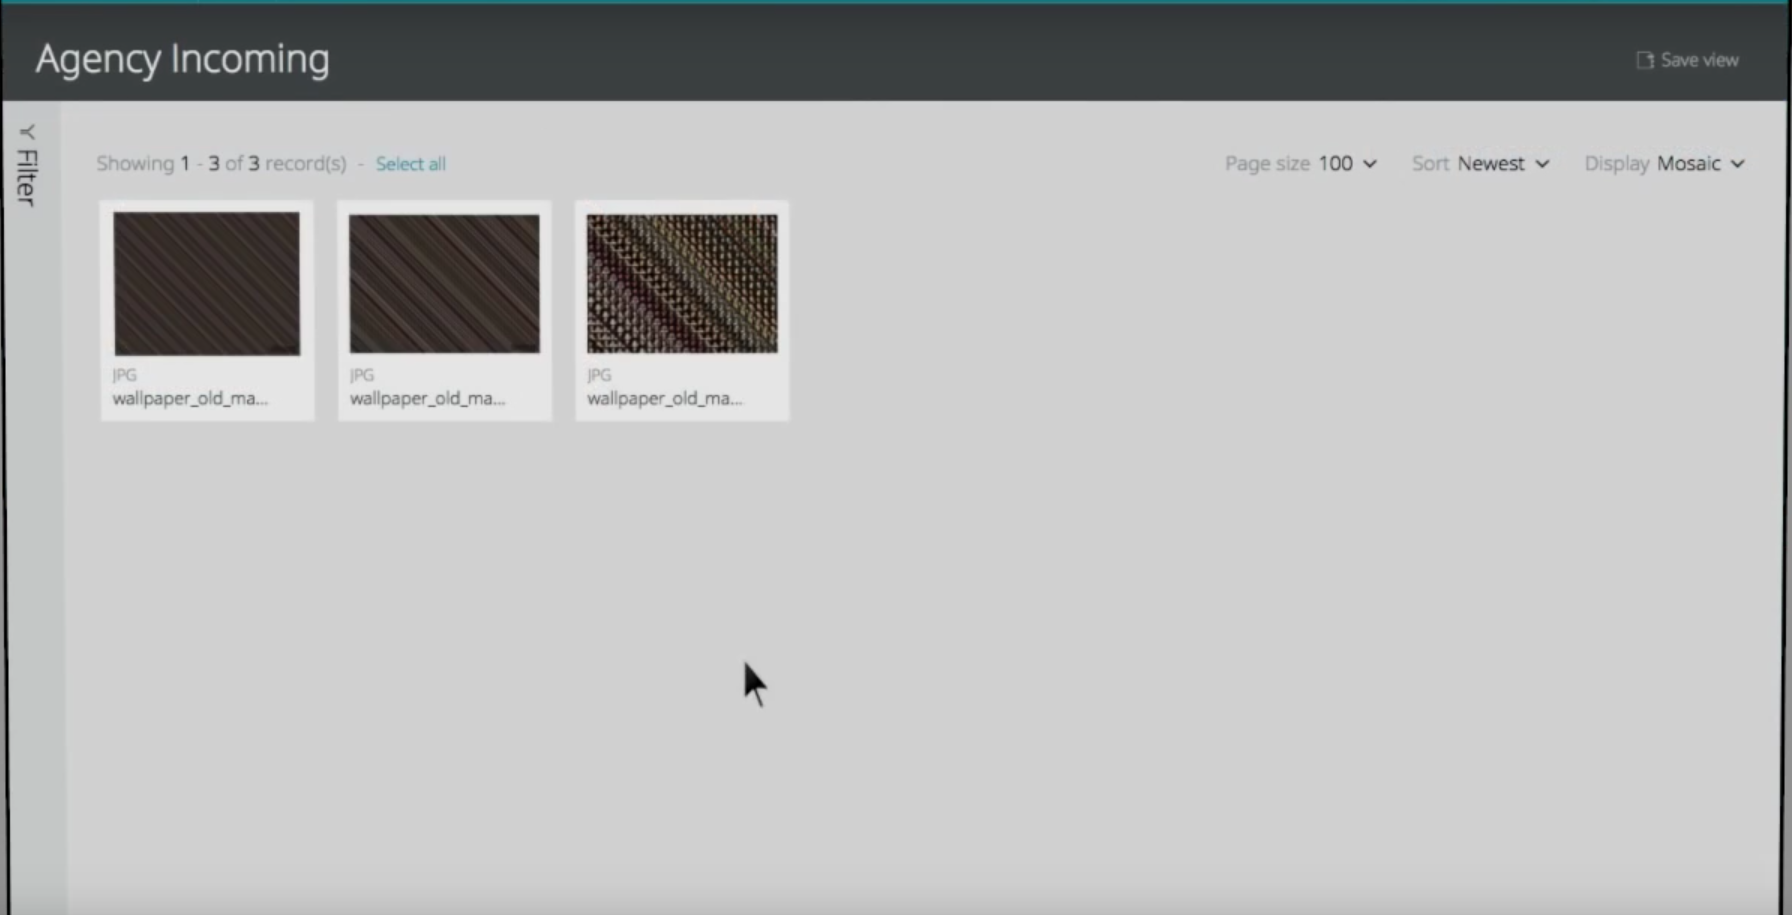 Agency Incoming
Save view
Filter
Showing 1 - 3 of 3 record(s) - Select all
Page size 100 Sort Newest Display Mosaic
JPG
wallpaper_old_ma...
JPG
wallpaper_old_ma...
JPG
wallpaper_old_ma...